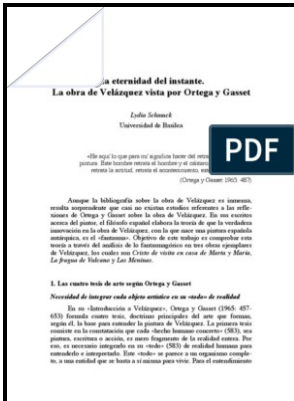 la eternidad del instante.
La obra de Velázquez vista por Ortega y Gasset
Lydia Schmuck
Universidad de Basilea
PDF
«He aquí lo que para mí significa hacer del
pintura. Este hombre retrata el hombre y el
retrata la actitud, retrata el acontecimiento,
(Ortega y Gasset 1965: 487)
Aunque la bibliografía sobre la obra de Velázquez es inmensa,
resulta sorprendente que casi no existan estudios referentes a las refle-
xiones de Ortega y Gasset sobre la obra de Velázquez. En sus escritos
acerca del pintor, el filósofo español elabora la teoría de que la verdadera
innovación en la obra de Velázquez, con la que nace una pintura española
autárquica, es el «fantasma». Objetivo de este trabajo es comprender esta
teoría a través del análisis de lo fantasmagórico en tres obras ejemplares
de Velázquez, las cuales son Cristo de visita en casa de Marta y María,
La fragua de Vulcano y Las Meninas.
1. Las cuatro tesis de arte según Ortega y Gasset
Necesidad de integrar cada objeto artístico en su «todo» de realidad
En su «Introducción a Velázquez», Ortega y Gasset (1965: 457-
653) formula cuatro tesis, doctrinas principales del arte que forman,
según él, la base para entender la pintura de Velázquez. La primera tesis
consiste en la constatación que cada «hecho humano concreto» (583), sea
pintura, escritura o acción, es mero fragmento de la realidad entera. Por
eso, es necesario integrarlo en su «todo» (583) de realidad humana para
entenderlo e interpretarlo. Este «todo» se parece a un organismo comple-
to, a una entidad que se basta a sí misma para vivir. Para el entendimiento